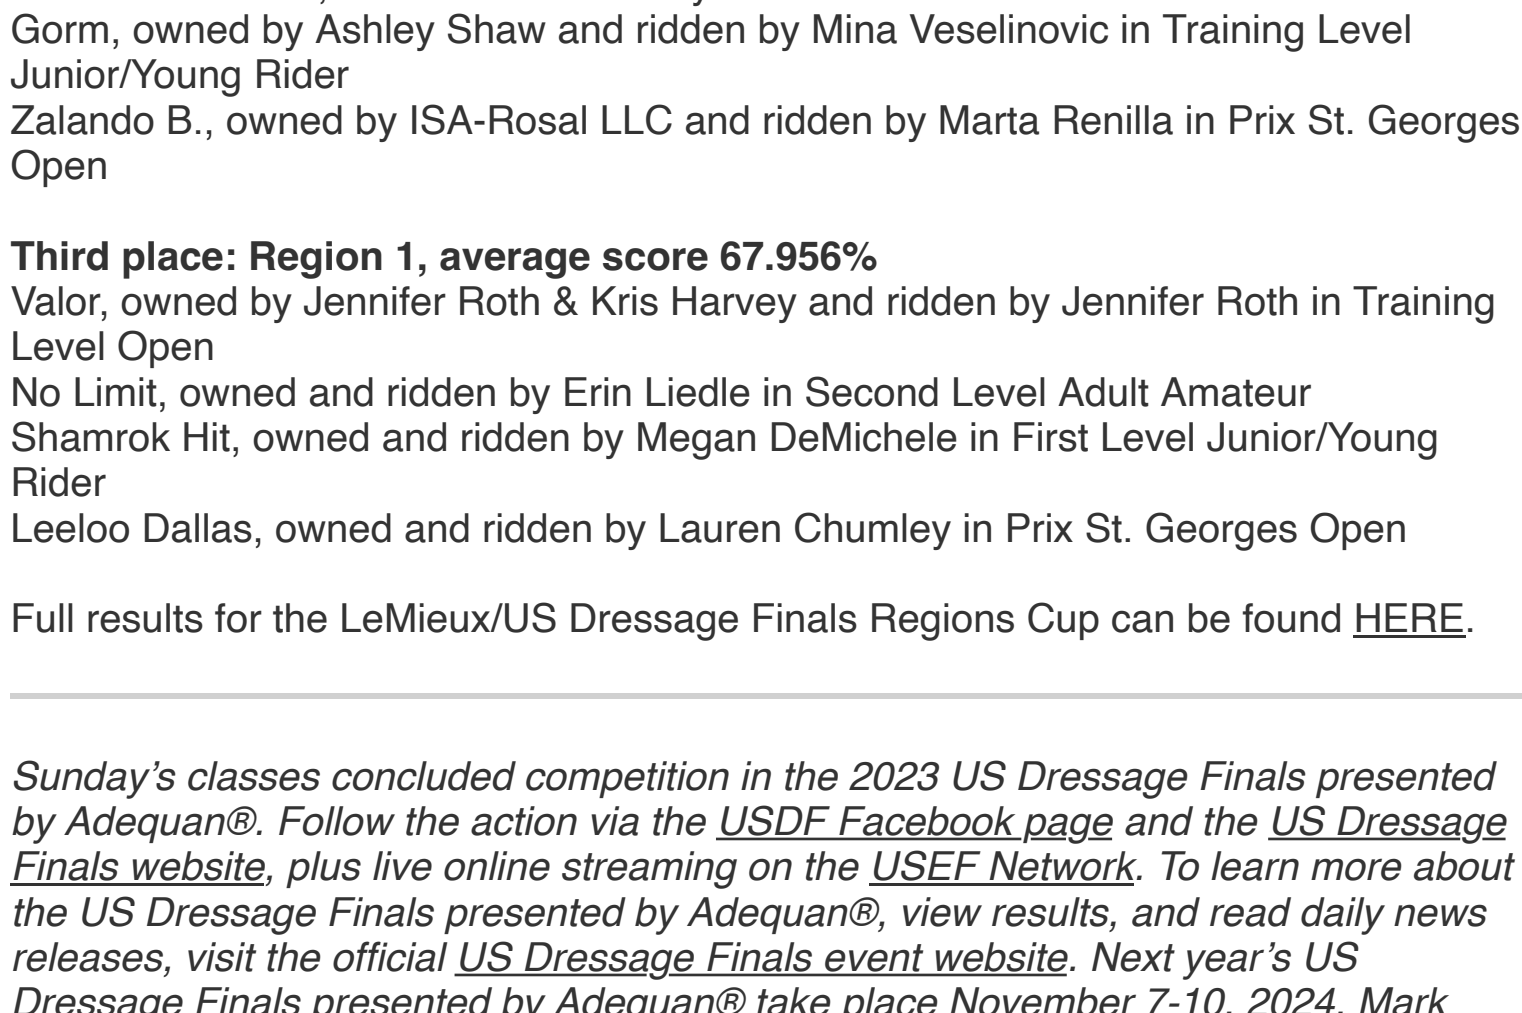 Gorm, owned by Ashley Shaw and ridden by Mina Veselinovic in Training Level
Junior/Young Rider
Zalando B., owned by ISA-Rosal LLC and ridden by Marta Renilla in Prix St. Georges
Open
Third place: Region 1, average score 67.956%
Valor, owned by Jennifer Roth & Kris Harvey and ridden by Jennifer Roth in Training
Level Open
No Limit, owned and ridden by Erin Liedle in Second Level Adult Amateur
Shamrok Hit, owned and ridden by Megan DeMichele in First Level Junior/Young
Rider
Leeloo Dallas, owned and ridden by Lauren Chumley in Prix St. Georges Open
Full results for the LeMieux/US Dressage Finals Regions Cup can be found HERE.
Sunday’s classes concluded competition in the 2023 US Dressage Finals presented
by Adequan®. Follow the action via the USDF Facebook page and the US Dressage
Finals website, plus live online streaming on the USEF Network. To learn more about
the US Dressage Finals presented by Adequan®, view results, and read daily news
releases, visit the official US Dressage Finals event website. Next year’s US
Dressage Finals presented by Adequan® take place November 7-10, 2024. Mark